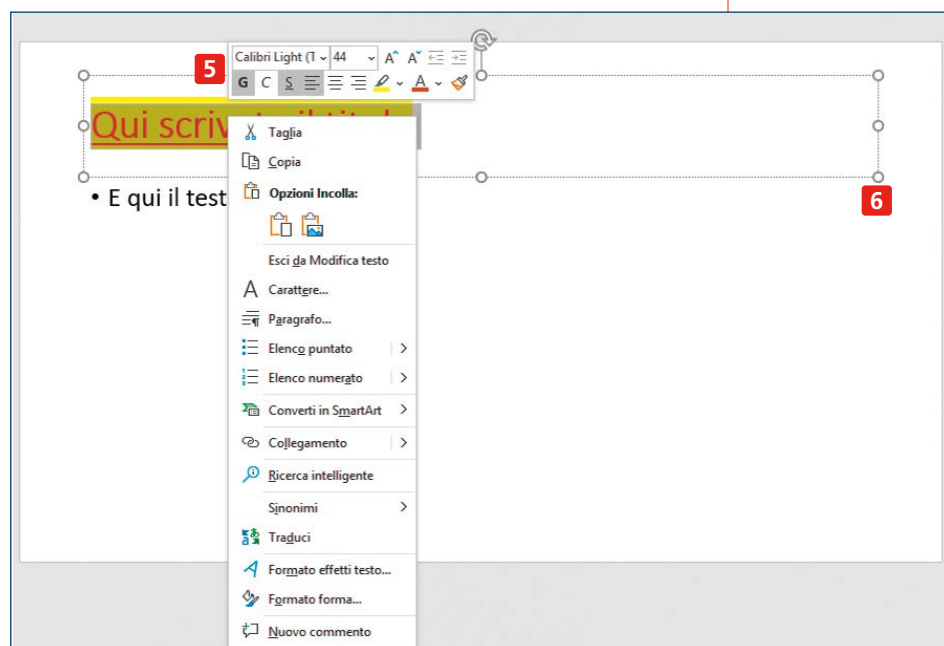 5
Calibri Light (T 44 A A
G C S A
Qui scriv
Taglia
Copia
• E qui il test
Opzioni Incolla:
6
Esci da Modifica testo
Carattere...
Paragrafo...
Elenco puntato
Elenco numerato
Converti in SmartArt
Collegamento
Ricerca intelligente
Sinonimi
Traduci
Formato effetti testo...
Formato forma...
Nuovo commento